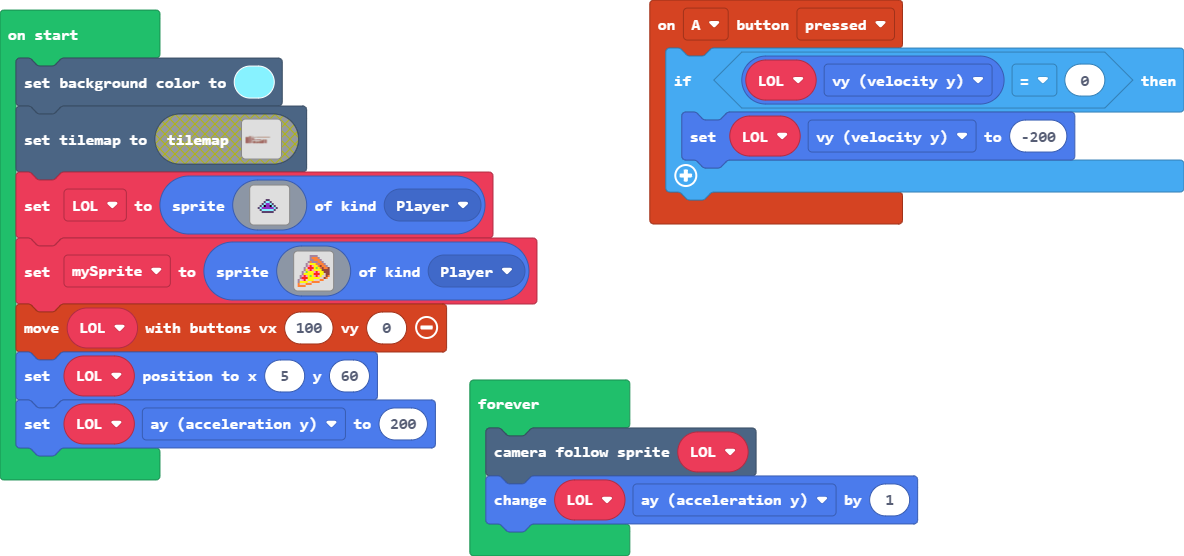 on start
set background color to
set tilemap to tilemap
set LOL to sprite of kind Player
set mySprite to sprite of kind Player
move LOL with buttons vx 100 vy 0
set LOL position to x 5 y 60
set LOL ay (acceleration y) to 200
on A button pressed
if LOL vy (velocity y) = 0 then
set LOL vy (velocity y) to -200
forever
camera follow sprite LOL
change LOL ay (acceleration y) by 1